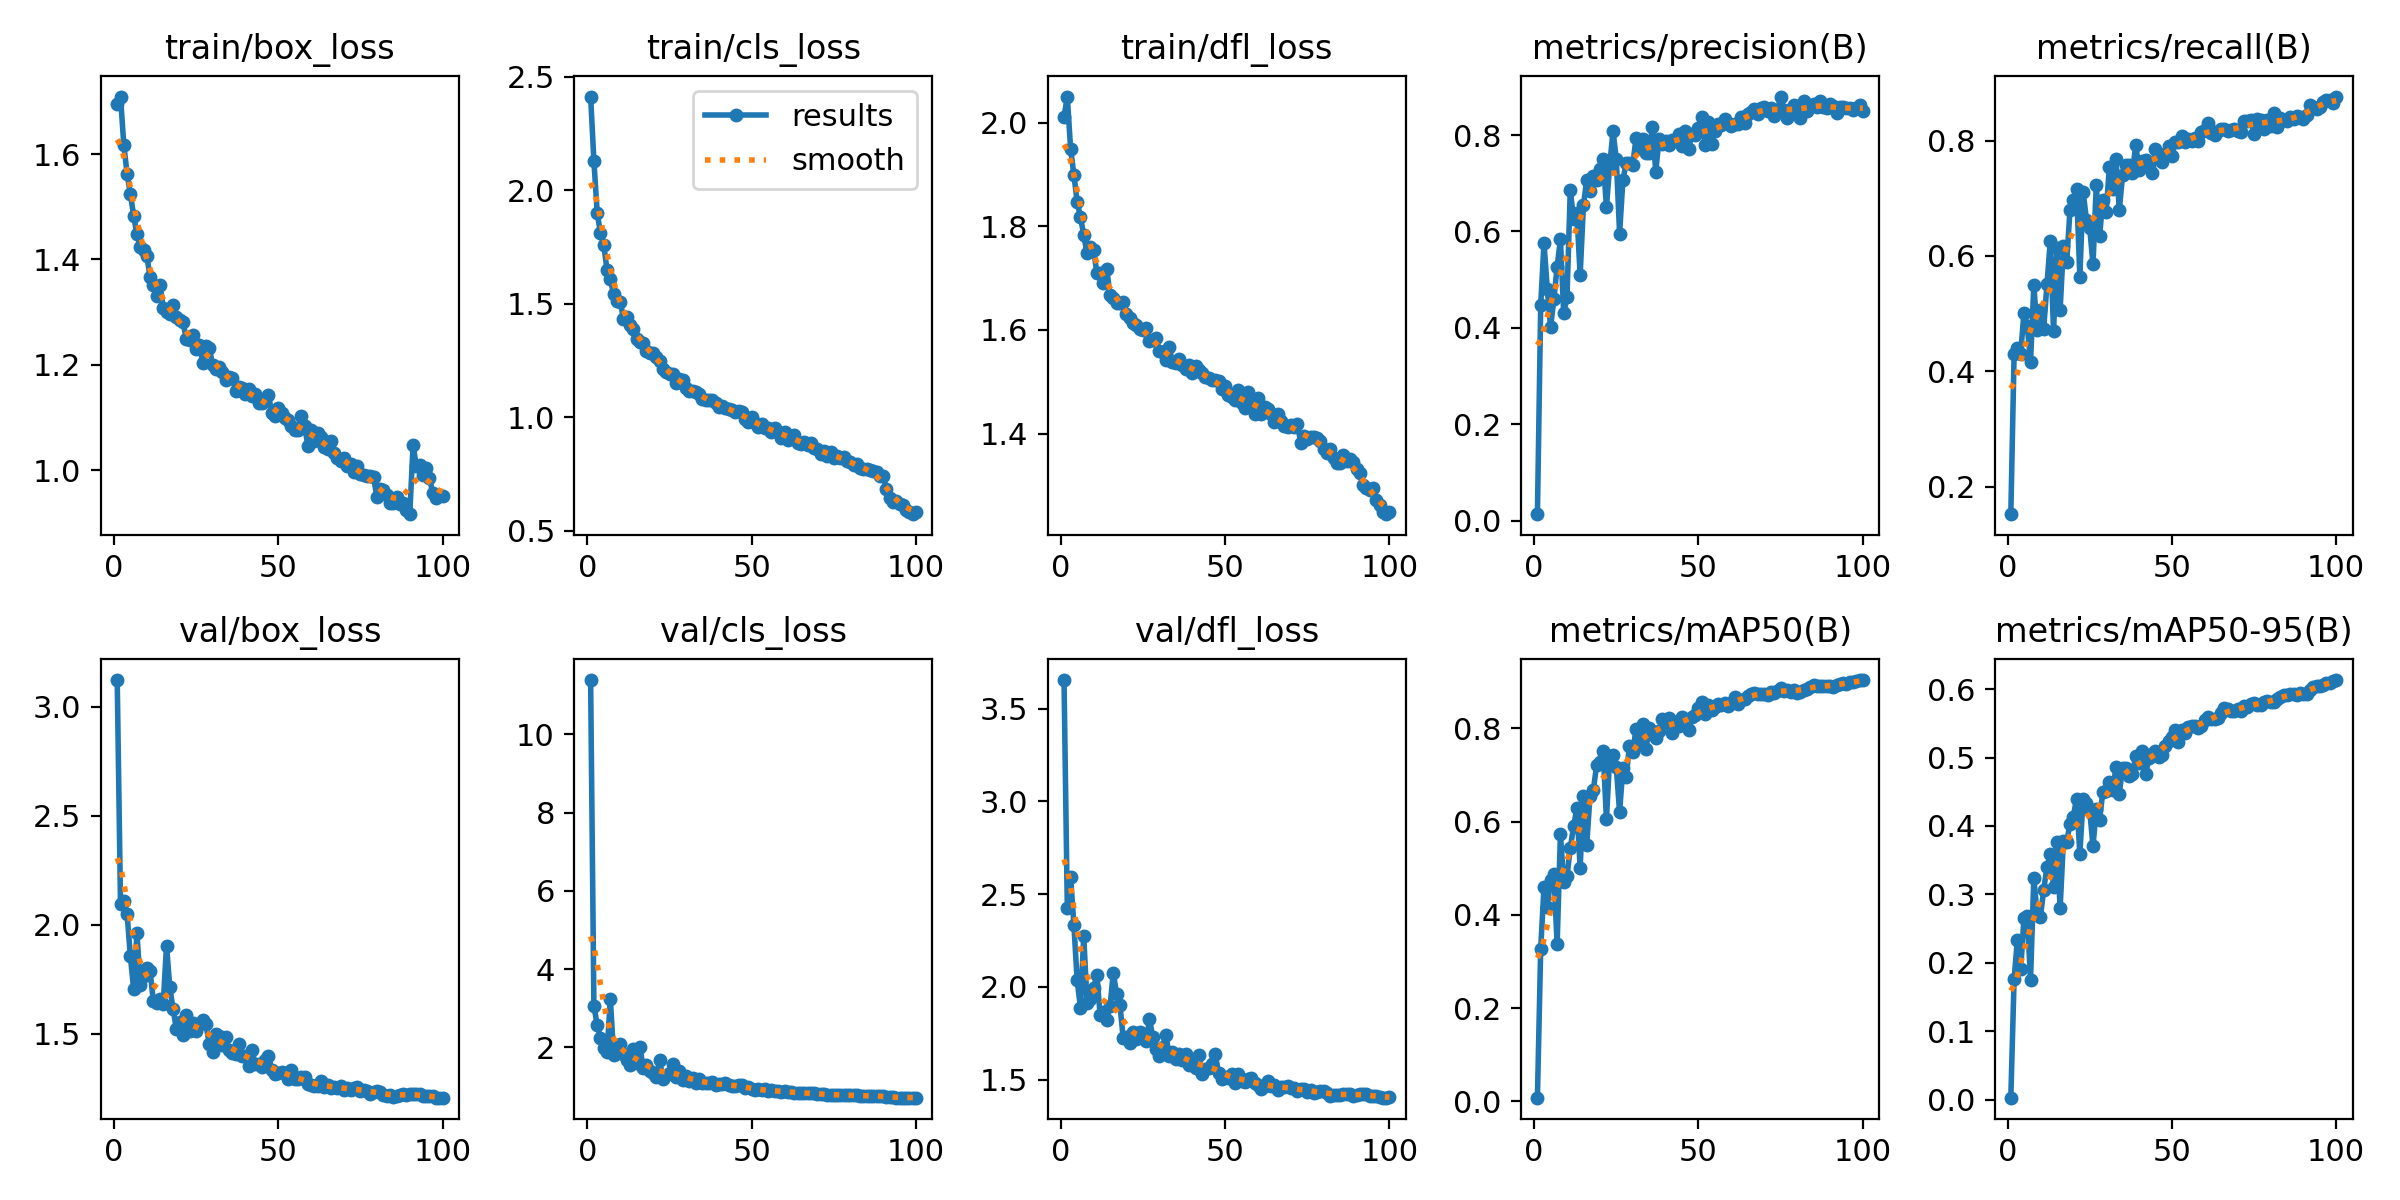 train/box_loss
1.6
1.4
1.2
1.0
0 50 100
train/cls_loss
2.5
2.0
1.5
1.0
0.5
0 50 100
results
smooth
train/dfl_loss
2.0
1.8
1.6
1.4
0 50 100
metrics/precision(B)
0.8
0.6
0.4
0.2
0.0
0 50 100
metrics/recall(B)
0.8
0.6
0.4
0.2
0 50 100
val/box_loss
3.0
2.5
2.0
1.5
0 50 100
val/cls_loss
10
8
6
4
2
0 50 100
val/dfl_loss
3.5
3.0
2.5
2.0
1.5
0 50 100
metrics/mAP50(B)
0.8
0.6
0.4
0.2
0.0
0 50 100
metrics/mAP50-95(B)
0.6
0.5
0.4
0.3
0.2
0.1
0.0
0 50 100